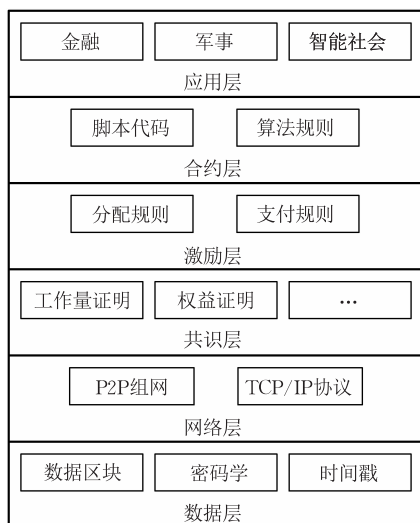 金融 军事 智能社会
应用层
脚本代码 算法规则
合约层
分配规则 支付规则
激励层
工作量证明 权益证明 …
共识层
P2P组网 TCP/IP协议
网络层
数据区块 密码学 时间戳
数据层